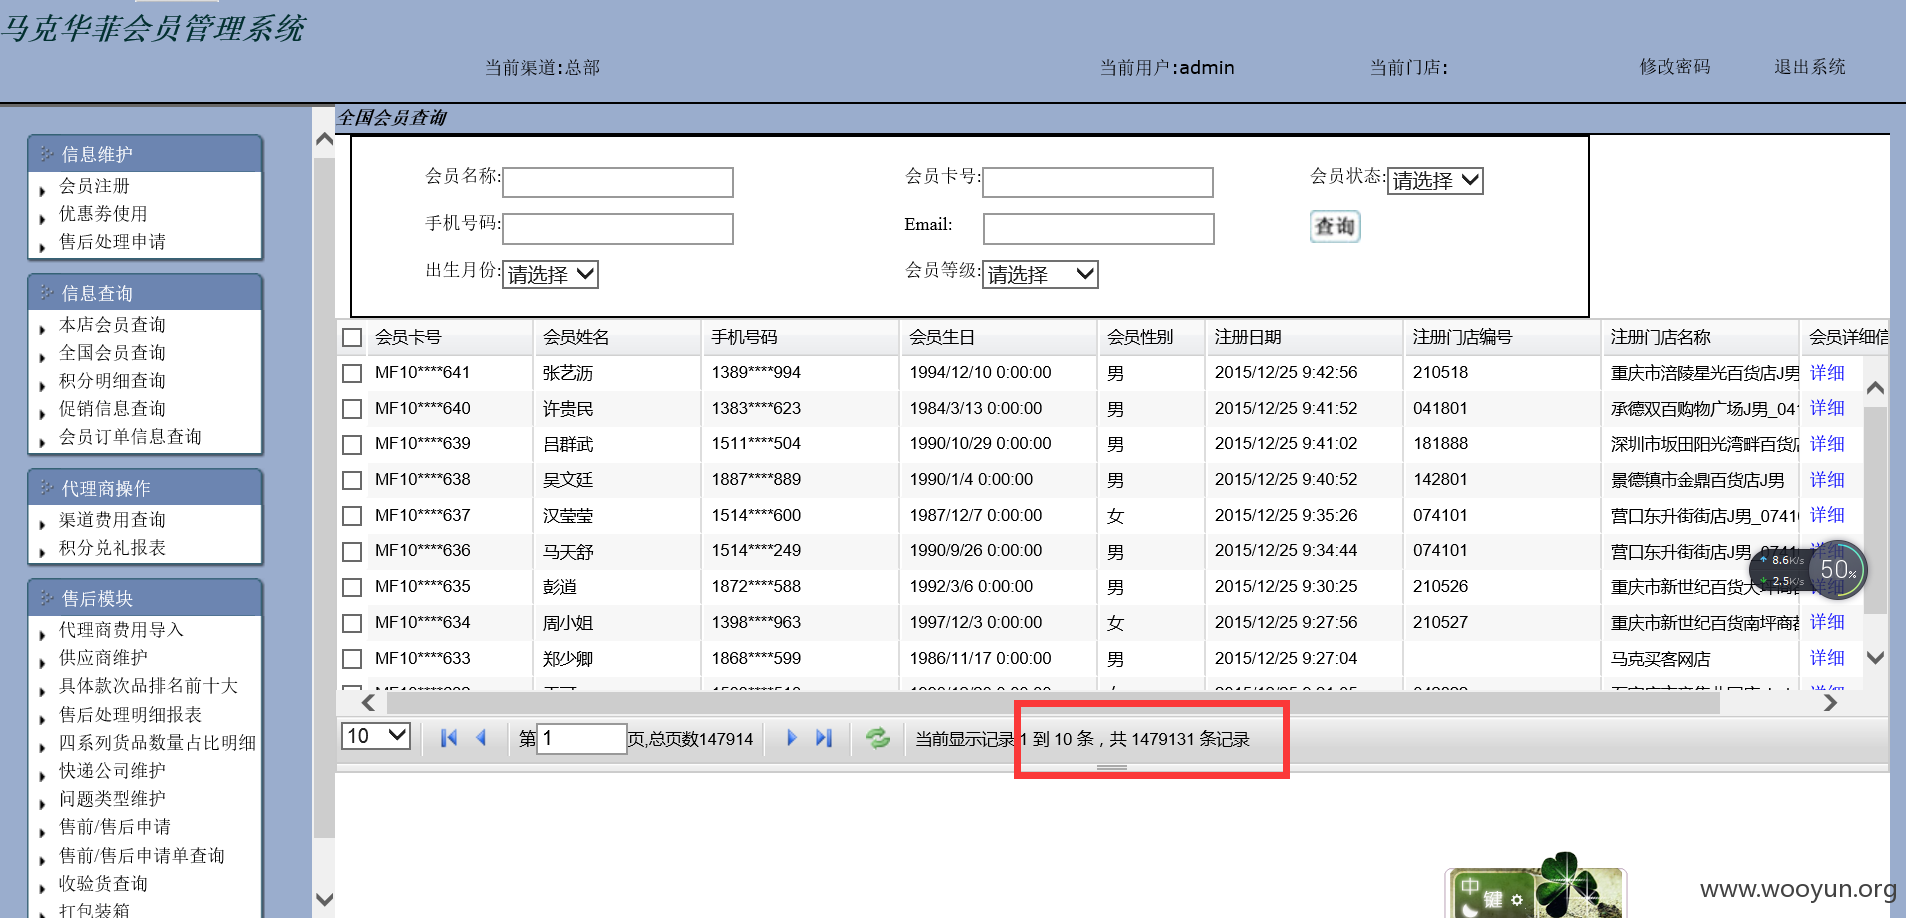 马克华菲会员管理系统
当前渠道:总部 当前用户:admin 当前门店: 修改密码 退出系统
信息维护
会员注册
优惠劵使用
售后处理申请
信息查询
本店会员查询
全国会员查询
积分明细查询
促销信息查询
会员订单信息查询
代理商操作
渠道费用查询
积分兑礼报表
售后模块
代理商费用导入
供应商维护
具体款次品排名前十大
售后处理明细报表
四系列货品数量占比明细
快递公司维护
问题类型维护
售前/售后申请
售前/售后申请单查询
收验货查询
打包装箱
全国会员查询
会员名称: 会员卡号: 会员状态: 请选择
手机号码: Email: 查询
出生月份: 请选择 会员等级: 请选择
会员卡号 会员姓名 手机号码 会员生日 会员性别 注册日期 注册门店编号 注册门店名称 会员详细信
MF10****641 张艺沥 1389****994 1994/12/10 0:00:00 男 2015/12/25 9:42:56 210518 重庆市涪陵星光百货店J男 详细
MF10****640 许贵民 1383****623 1984/3/13 0:00:00 男 2015/12/25 9:41:52 041801 承德双百购物广场J男_041 详细
MF10****639 吕群武 1511****504 1990/10/29 0:00:00 男 2015/12/25 9:41:02 181888 深圳市坂田阳光湾畔百货店 详细
MF10****638 吴文廷 1887****889 1990/1/4 0:00:00 男 2015/12/25 9:40:52 142801 景德镇市金鼎百货店J男 详细
MF10****637 汉莹莹 1514****600 1987/12/7 0:00:00 女 2015/12/25 9:35:26 074101 营口东升街街店J男_0741 详细
MF10****636 马天舒 1514****249 1990/9/26 0:00:00 男 2015/12/25 9:34:44 074101 营口东升街街店J男_0741 详细
MF10****635 彭逍 1872****588 1992/3/6 0:00:00 男 2015/12/25 9:30:25 210526 重庆市新世纪百货大坪商都 详细
MF10****634 周小姐 1398****963 1997/12/3 0:00:00 女 2015/12/25 9:27:56 210527 重庆市新世纪百货南坪商都 详细
MF10****633 郑少卿 1868****599 1986/11/17 0:00:00 男 2015/12/25 9:27:04 马克买客网店 详细
8.6K/s
2.5K/s
50%
10 第 1 页,总页数147914 当前显示记录 1 到 10 条，共 1479131 条记录
中
键
www.wooyun.org